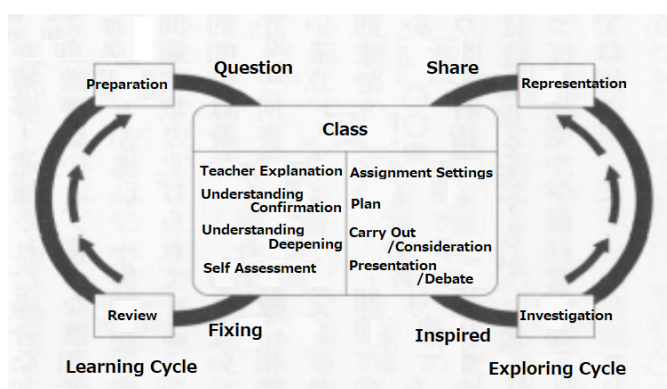 Question
Share
Preparation
Representation
Class
Teacher Explanation
Understanding
Confirmation
Understanding
Deepening
Self Assessment
Assignment Settings
Plan
Carry Out
/Consideration
Presentation
/Debate
Review
Investigation
Fixing
Inspired
Learning Cycle
Exploring Cycle